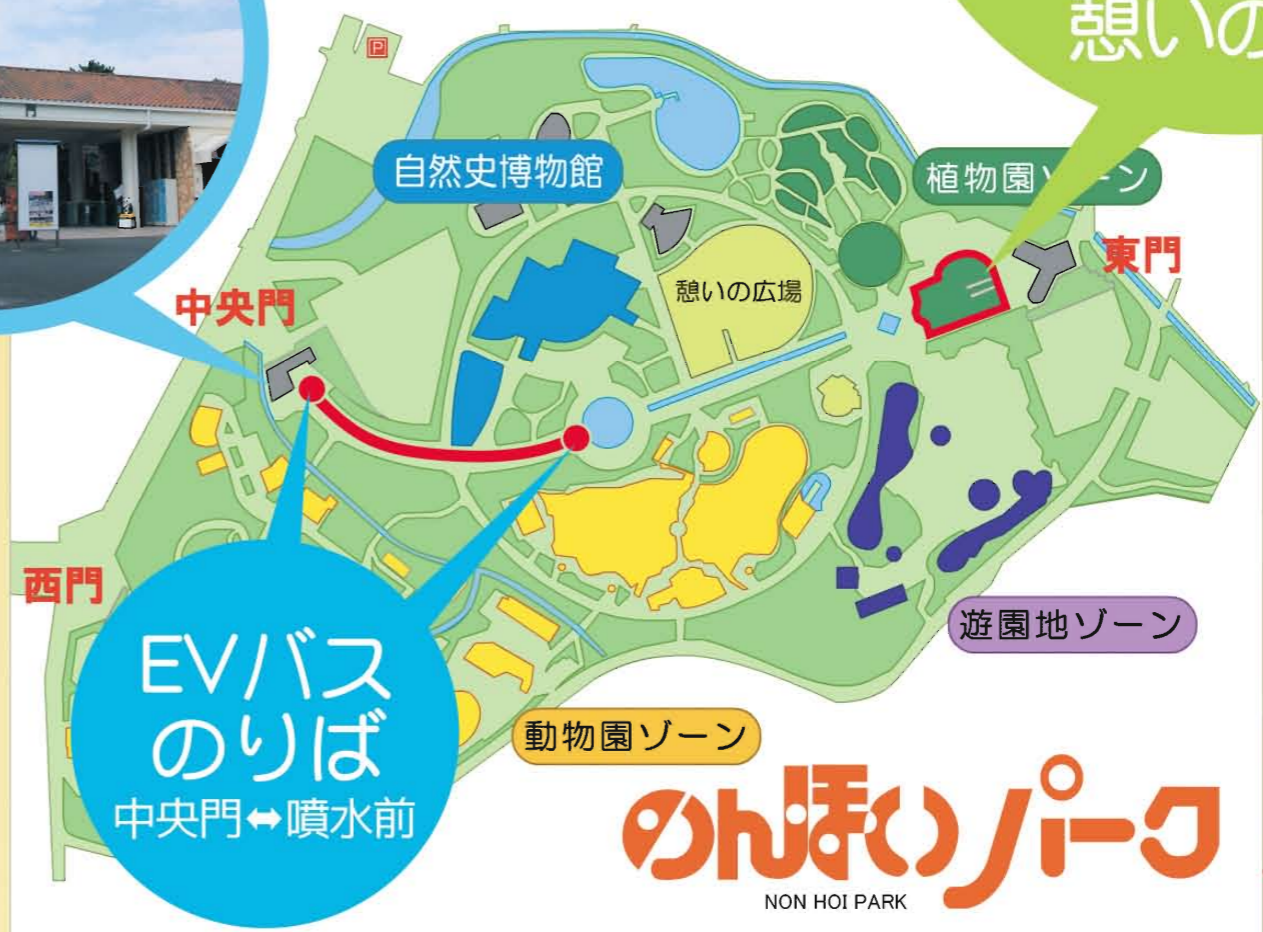 憩いの
P
自然史博物館
植物園ゾーン
東門
憩いの広場
中央門
西門
EVバス
のりば
中央門⬌噴水前
遊園地ゾーン
動物園ゾーン
のんほいパーク
NON HOI PARK